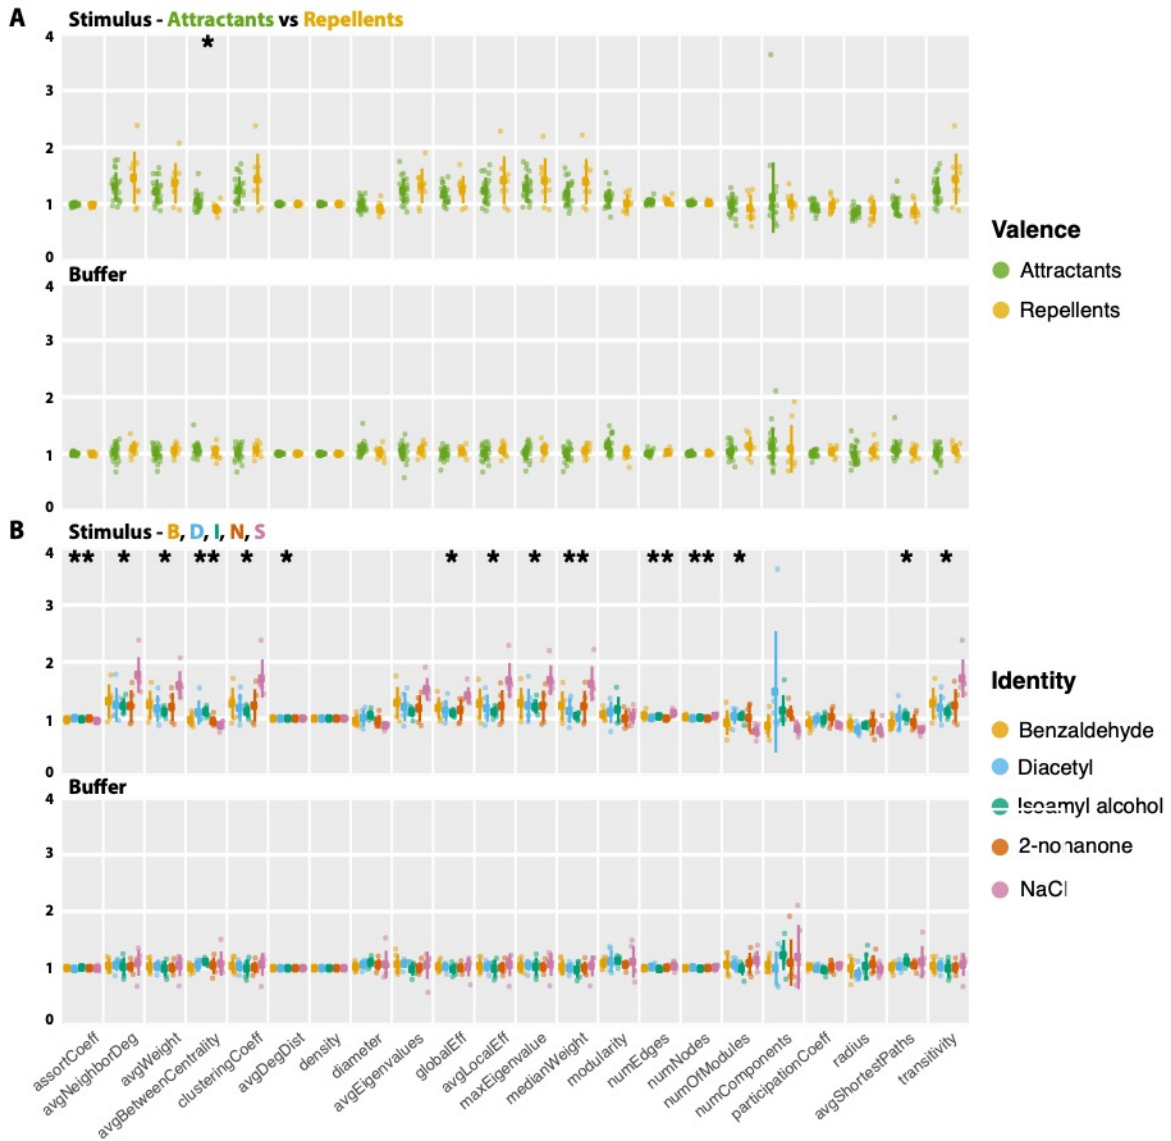 A
Stimulus - Attractants vs Repellents
*
4
3
2
1
0
Buffer
4
3
2
1
0
Valence
Attractants
Repellents
B
Stimulus - B, D, I, N, S
** * * ** * * * * * ** ** ** * * *
4
3
2
1
0
Buffer
4
3
2
1
0
Identity
Benzaldehyde
Diacetyl
Isoamyl alcohol
2-nonanone
NaCl
assortCoeff
avgNeighborDeg
avgWeight
avgBetweenCentrality
clusteringCoeff
avgDegDist
density
diameter
avgEigenvalues
globalEff
avgLocalEff
maxEigenvalue
medianWeight
modularity
numEdges
numNodes
numOfModules
numComponents
participationCoeff
radius
avgShortestPaths
transitivity